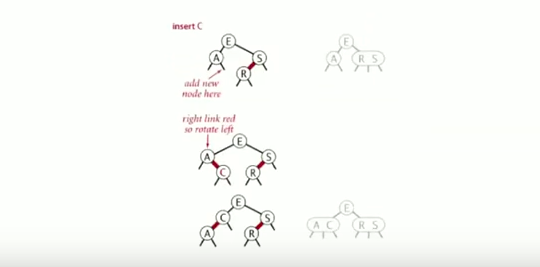 insert C
E
E
A
S
A
R S
R
add new
node here
right link red
so rotate left
E
A
S
C
R
E
E
C
S
A C
R S
A
R